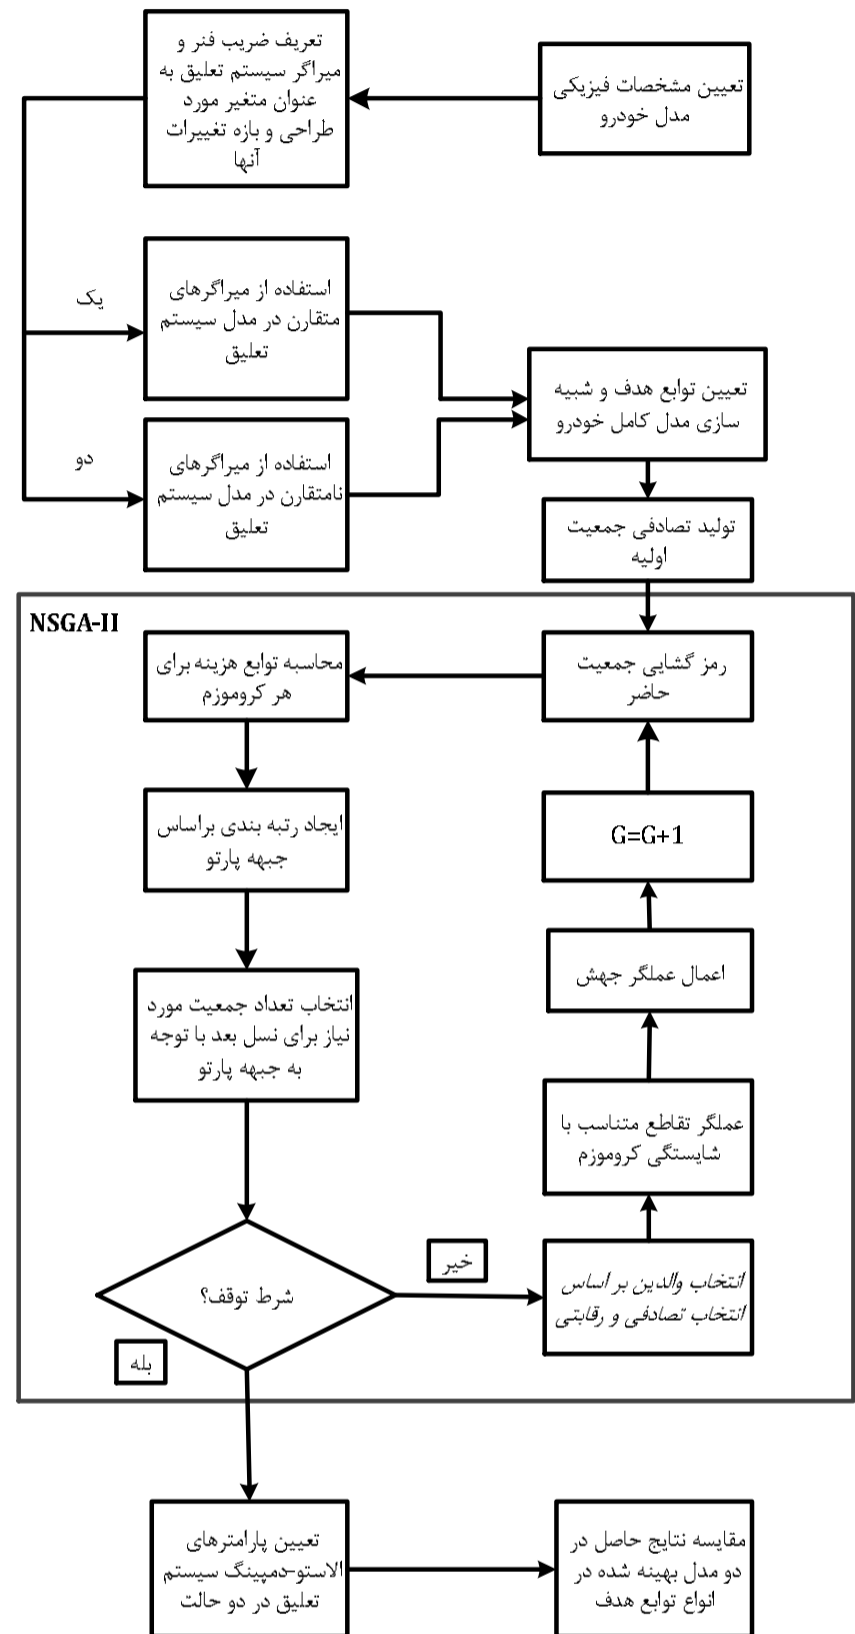 تعیین مشخصات فیزیکی
مدل خودرو
تعریف ضریب فنر و
میراگر سیستم تعلیق به
عنوان متغیر مورد
طراحی و بازه تغییرات
آنها
یک
استفاده از میراگرهای
متقارن در مدل سیستم
تعلیق
دو
استفاده از میراگرهای
نامتقارن در مدل سیستم
تعلیق
تعیین توابع هدف و شبیه
سازی مدل کامل خودرو
تولید تصادفی جمعیت
اولیه
NSGA-II
رمز گشایی جمعیت
حاضر
محاسبه توابع هزینه برای
هر کروموزم
ایجاد رتبه بندی براساس
جبهه پارتو
انتخاب تعداد جمعیت مورد
نیاز برای نسل بعد با توجه
به جبهه پارتو
شرط توقف؟
خیر
انتخاب والدین بر اساس
انتخاب تصادفی و رقابتی
عملگر تقاطع متناسب با
شایستگی کروموزم
اعمال عملگر جهش
G=G+1
بله
تعیین پارامترهای
الاستو-دمپینگ سیستم
تعلیق در دو حالت
مقایسه نتایج حاصل در
دو مدل بهینه شده در
انواع توابع هدف